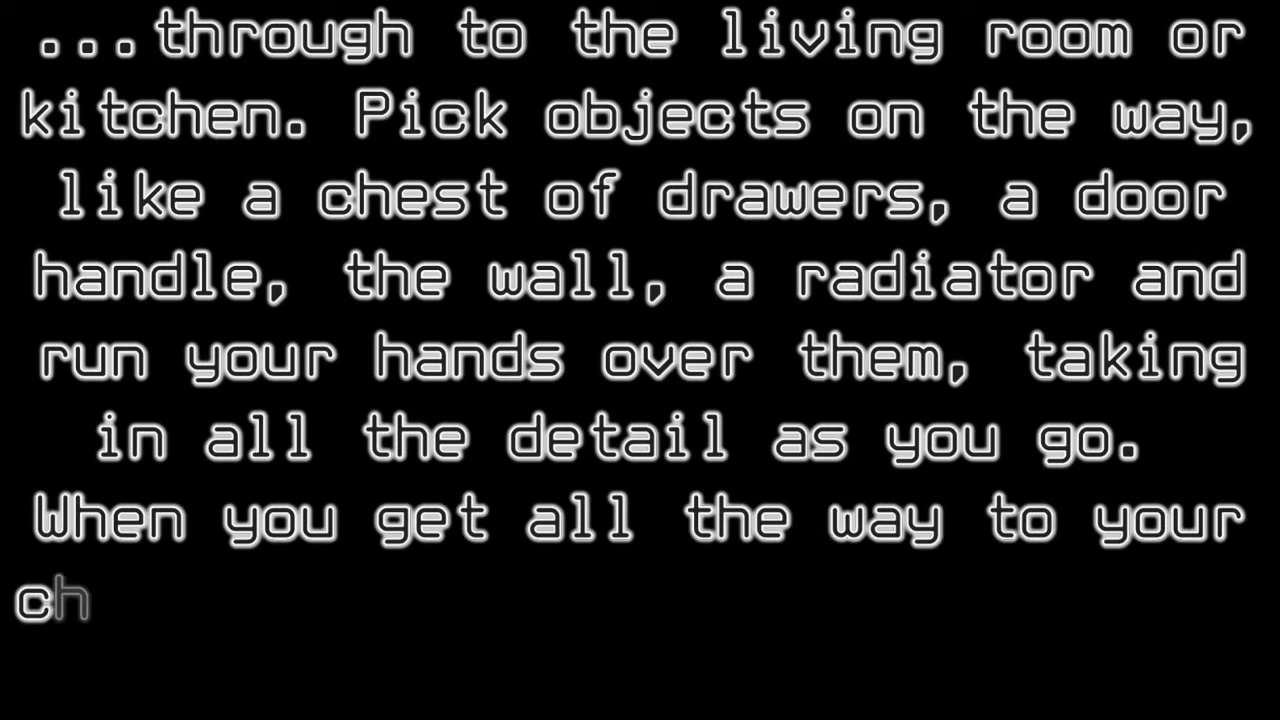 ...through to the living room or
kitchen. Pick objects on the way,
like a chest of drawers, a door
handle, the wall, a radiator and
run your hands over them, taking
in all the detail as you go.
When you get all the way to your
ch